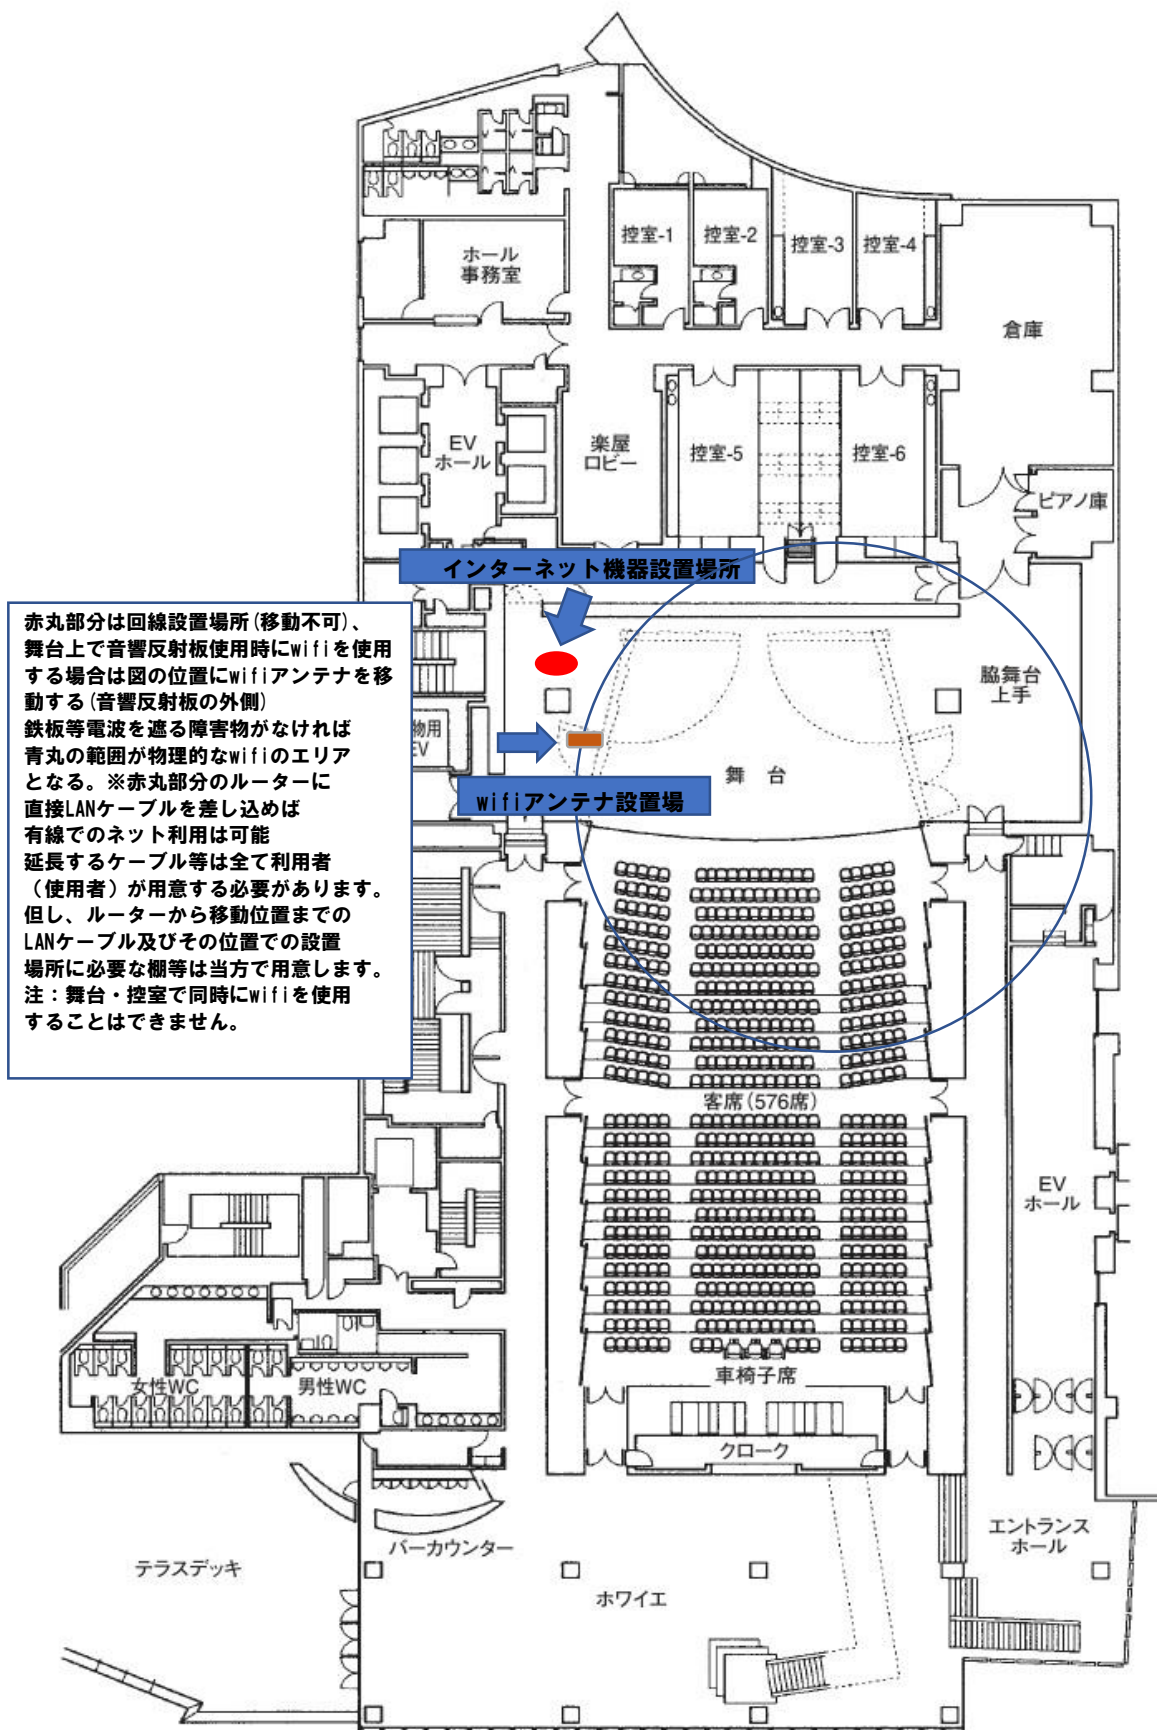 控室-1
控室-2
控室-3
控室-4
ホール
事務室
倉庫
EV
ホール
楽屋
ロビー
控室-5
控室-6
ピアノ庫
インターネット機器設置場所
赤丸部分は回線設置場所(移動不可)、
舞台上で音響反射板使用時にwifiを使用
する場合は図の位置にwifiアンテナを移
動する(音響反射板の外側)
鉄板等電波を遮る障害物がなければ
青丸の範囲が物理的なwifiのエリア
となる。※赤丸部分のルーターに
直接LANケーブルを差し込めば
有線でのネット利用は可能
延長するケーブル等は全て利用者
（使用者）が用意する必要があります。
但し、ルーターから移動位置までの
LANケーブル及びその位置での設置
場所に必要な棚等は当方で用意します。
注：舞台・控室で同時にwifiを使用
することはできません。
脇舞台
上手
物用
EV
舞 台
wifiアンテナ設置場
客席(576席)
EV
ホール
車椅子席
女性WC
男性WC
クローク
バーカウンター
エントランス
ホール
テラスデッキ
ホワイエ